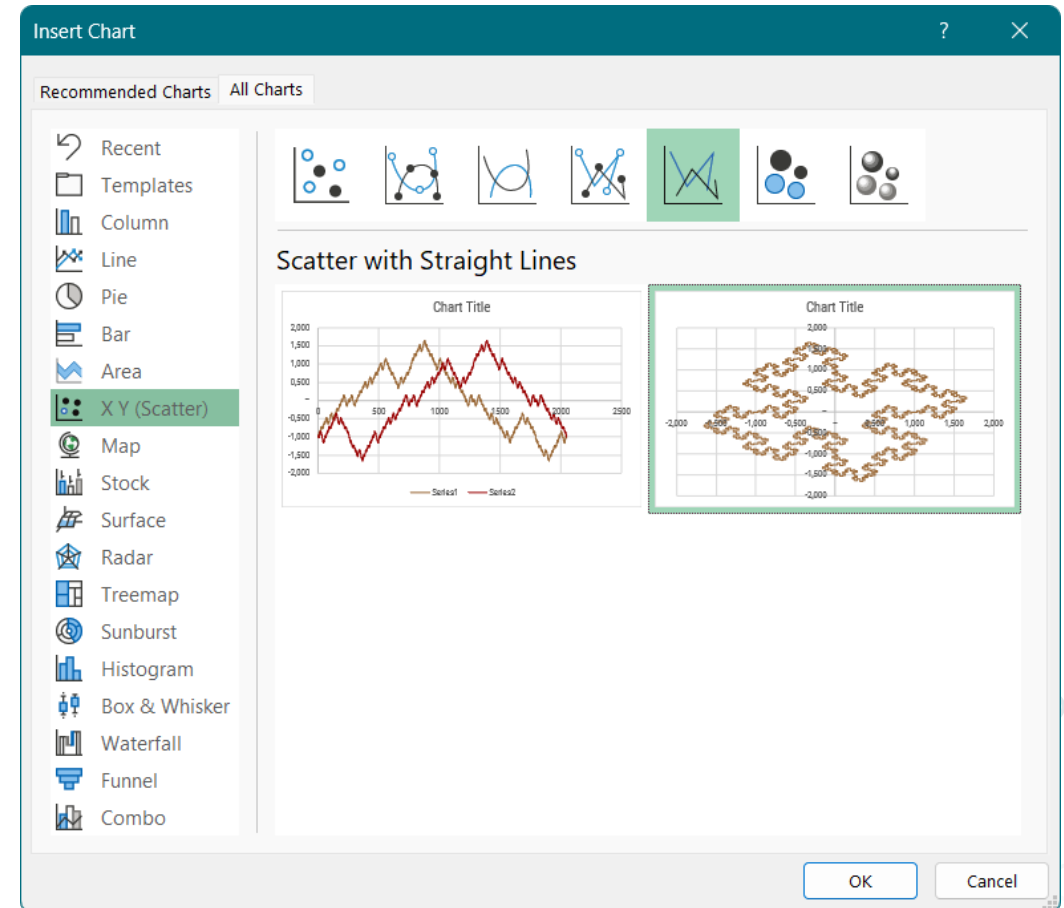 Insert Chart
?
Recommended Charts
All Charts
Recent
Templates
Column
Line
Pie
Bar
Area
X Y (Scatter)
Map
Stock
Surface
Radar
Treemap
Sunburst
Histogram
Box & Whisker
Waterfall
Funnel
Combo
Scatter with Straight Lines
Chart Title
2,000
1,500
1,000
0,500
-
-0,500
-1,000
-1,500
-2,000
0 500 1000 1500 2000 2500
Series1 Series2
Chart Title
2,000
1,500
1,000
0,500
-
-2,000 -1,500 -1,000 -0,500 - 0,500 1,000 1,500 2,000
-0,500
-1,000
-1,500
-2,000
OK
Cancel